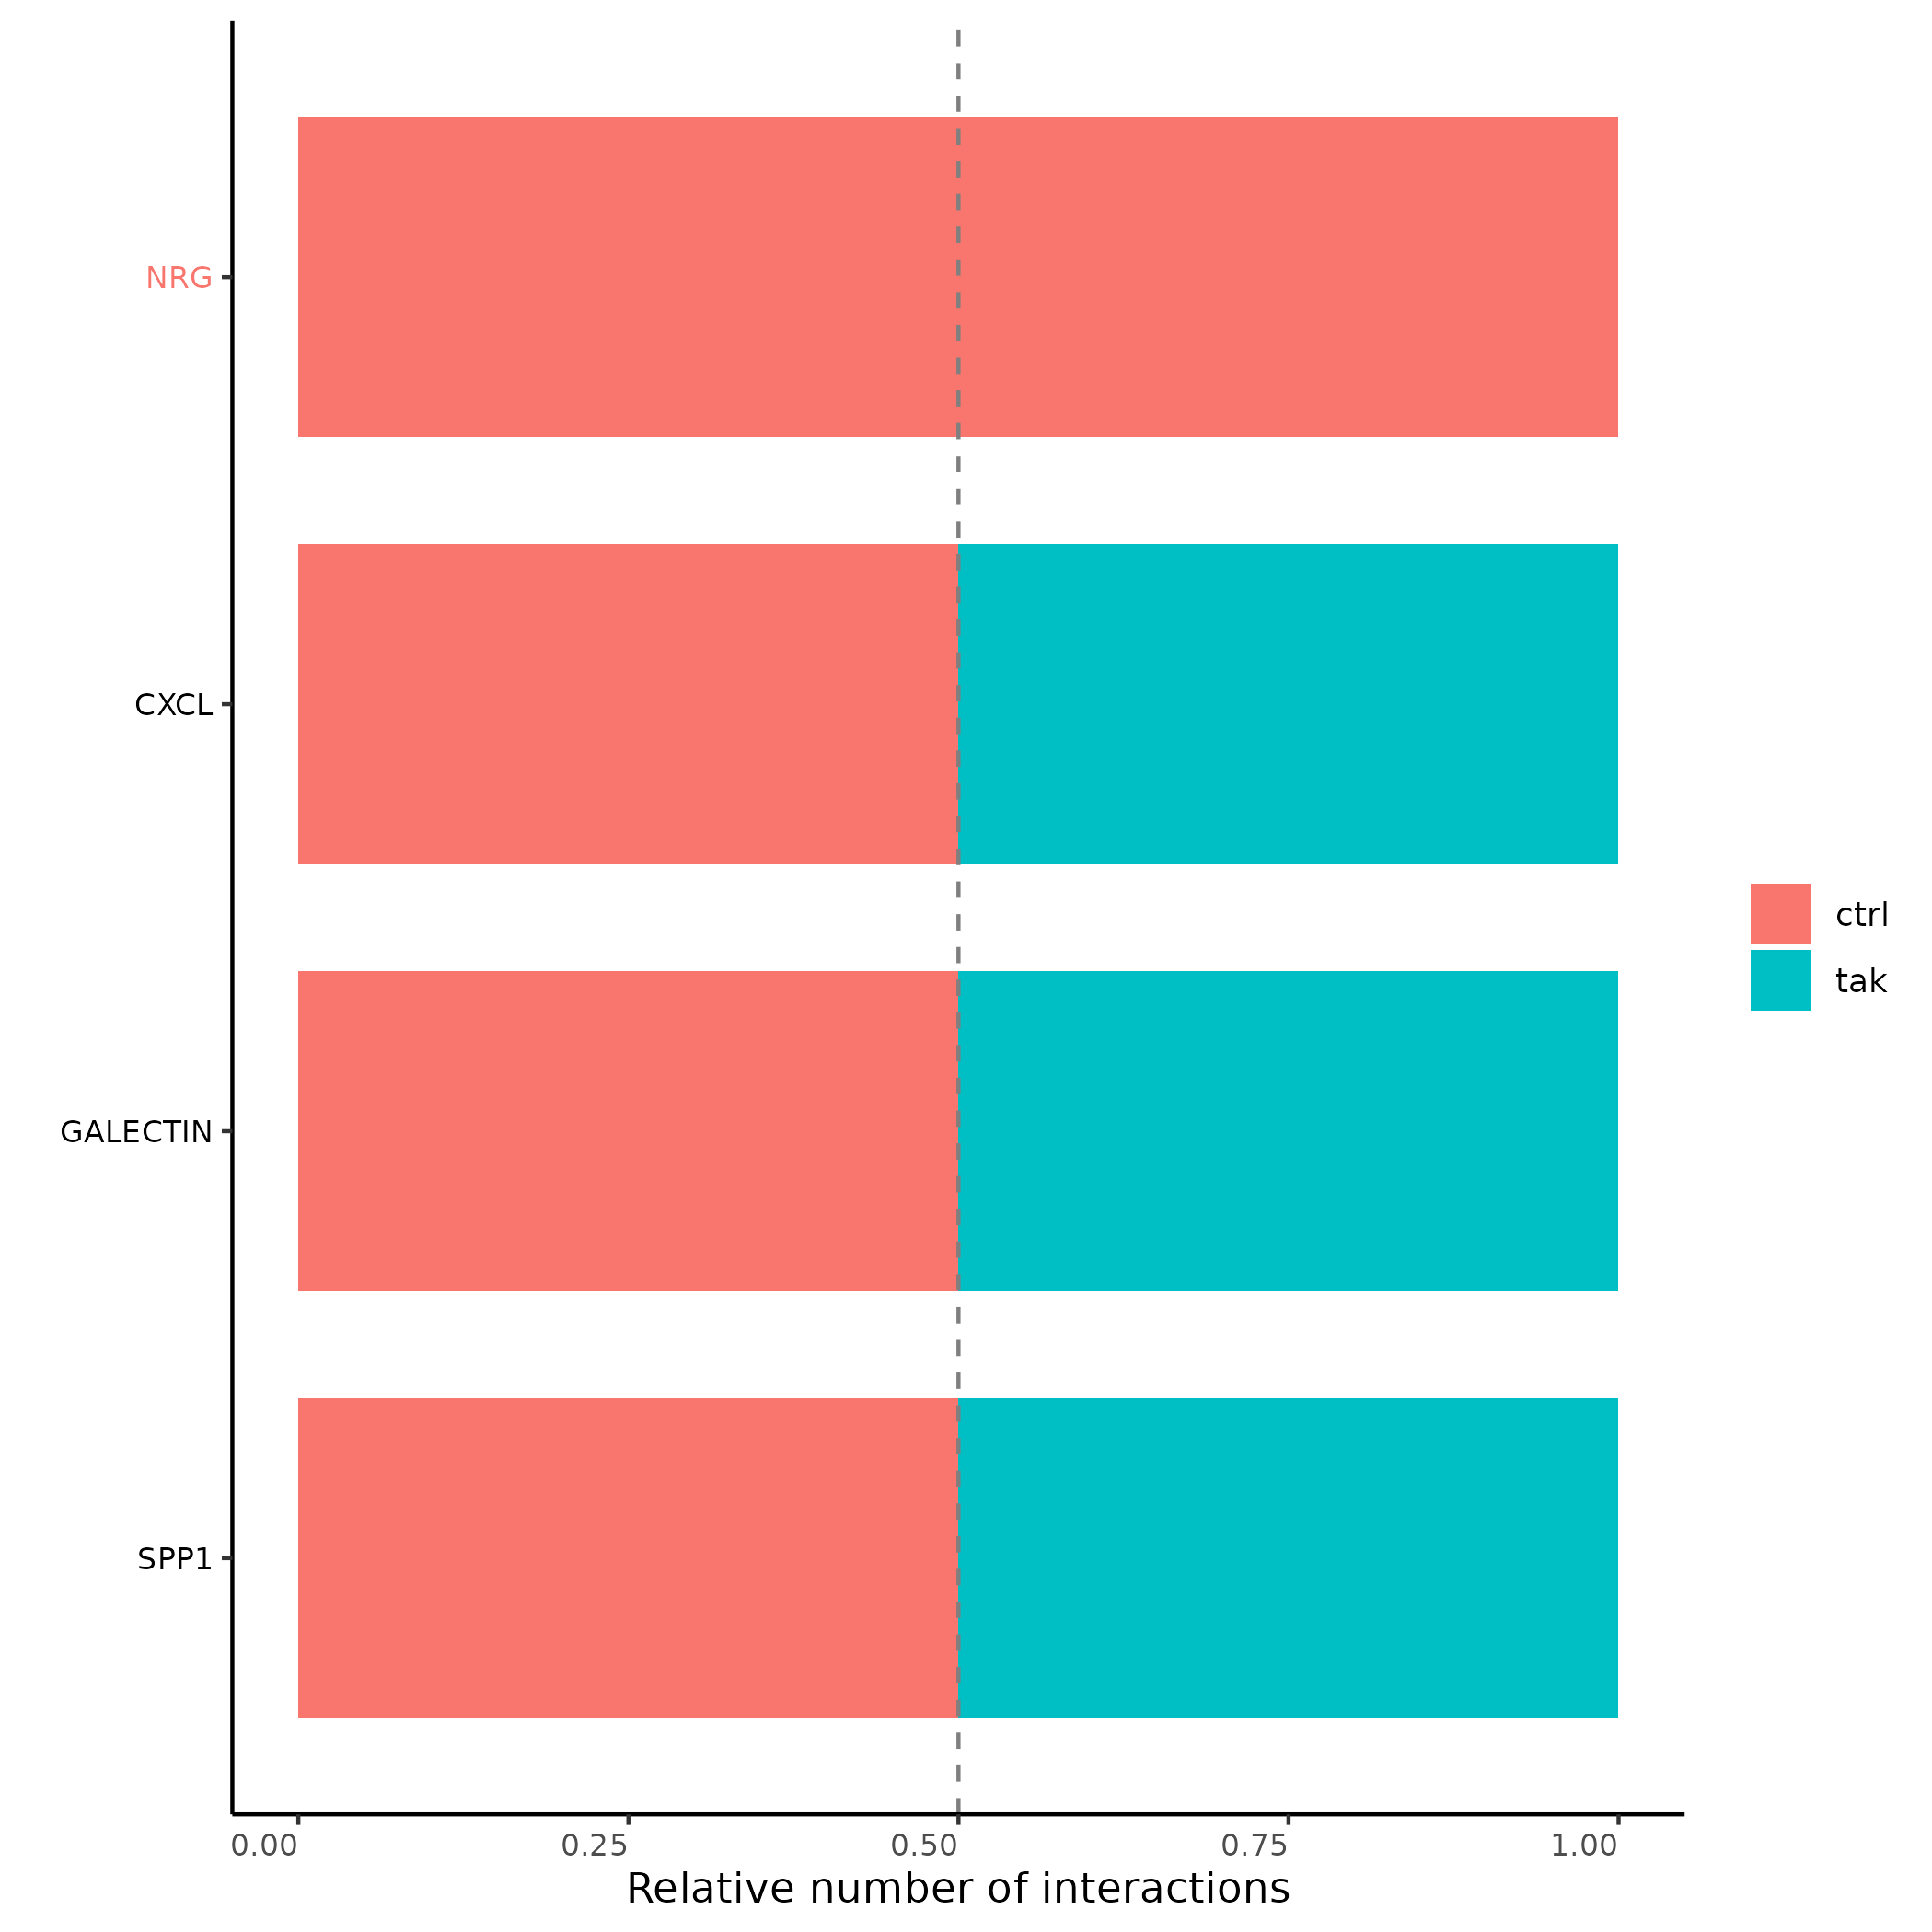 NRG
CXCL
GALECTIN
SPP1
ctrl
tak
0.00 0.25 0.50 0.75 1.00
Relative number of interactions